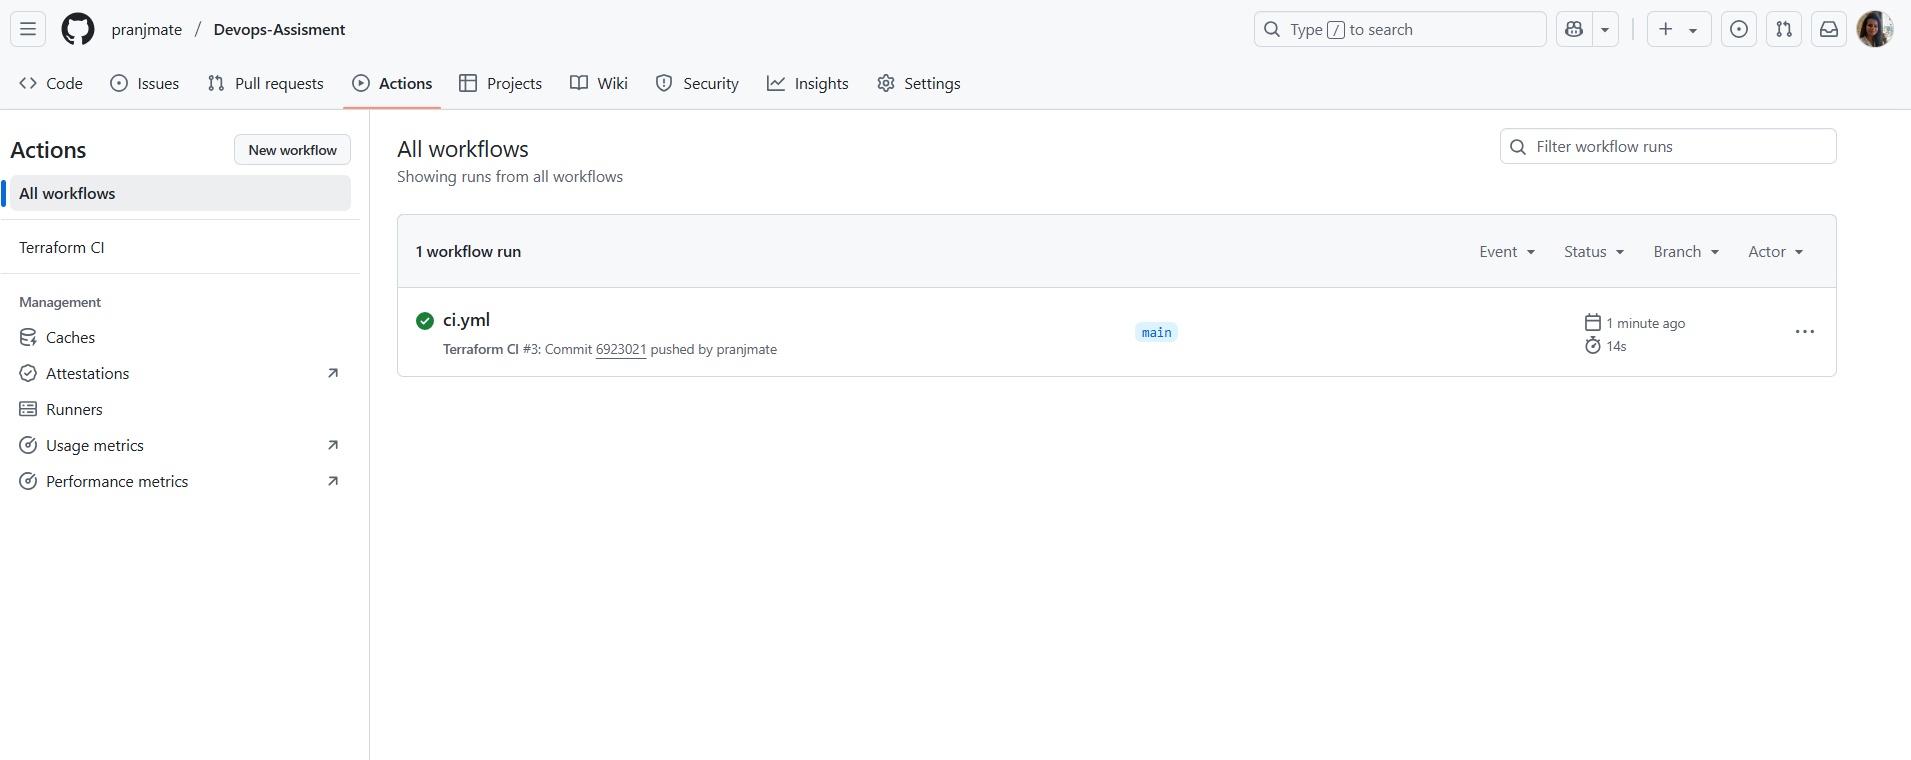 pranjmate / Devops-Assisment
Type / to search
Code Issues Pull requests Actions Projects Wiki Security Insights Settings
Actions
New workflow
All workflows
Terraform CI
Management
Caches
Attestations
Runners
Usage metrics
Performance metrics
All workflows
Showing runs from all workflows
Filter workflow runs
1 workflow run
Event Status Branch Actor
ci.yml
Terraform CI #3: Commit 6923021 pushed by pranjmate
main
1 minute ago
14s